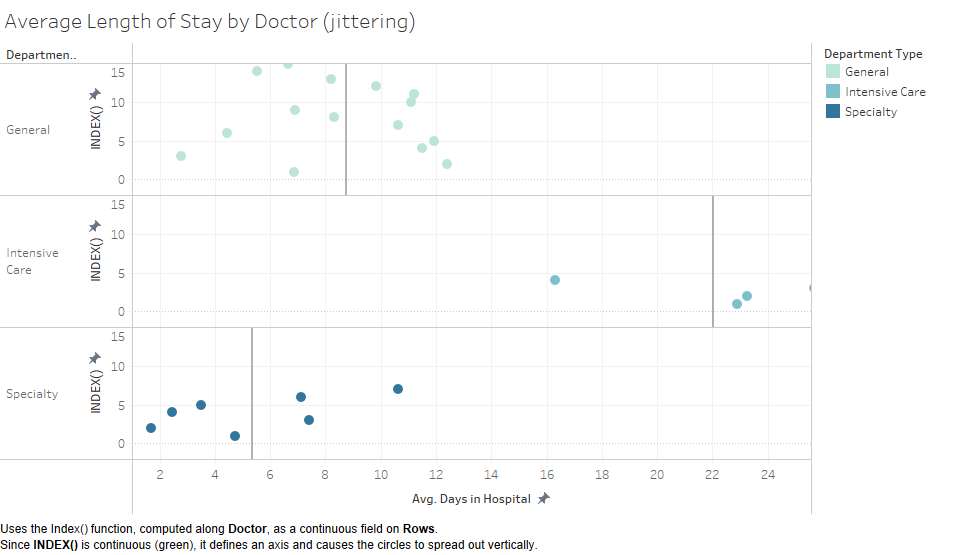 Average Length of Stay by Doctor (jittering)
Departmen..
General
INDEX()
15
10
5
0
Intensive
Care
INDEX()
15
10
5
0
Specialty
INDEX()
15
10
5
0
2 4 6 8 10 12 14 16 18 20 22 24
Avg. Days in Hospital
Department Type
General
Intensive Care
Specialty
Uses the Index() function, computed along Doctor, as a continuous field on Rows.
Since INDEX() is continuous (green), it defines an axis and causes the circles to spread out vertically.